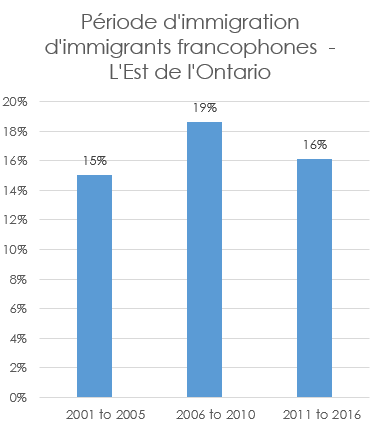 Période d'immigration
d'immigrants francophones -
L'Est de l'Ontario
20%
18%
16%
14%
12%
10%
8%
6%
4%
2%
0%
15%
19%
16%
2001 to 2005
2006 to 2010
2011 to 2016